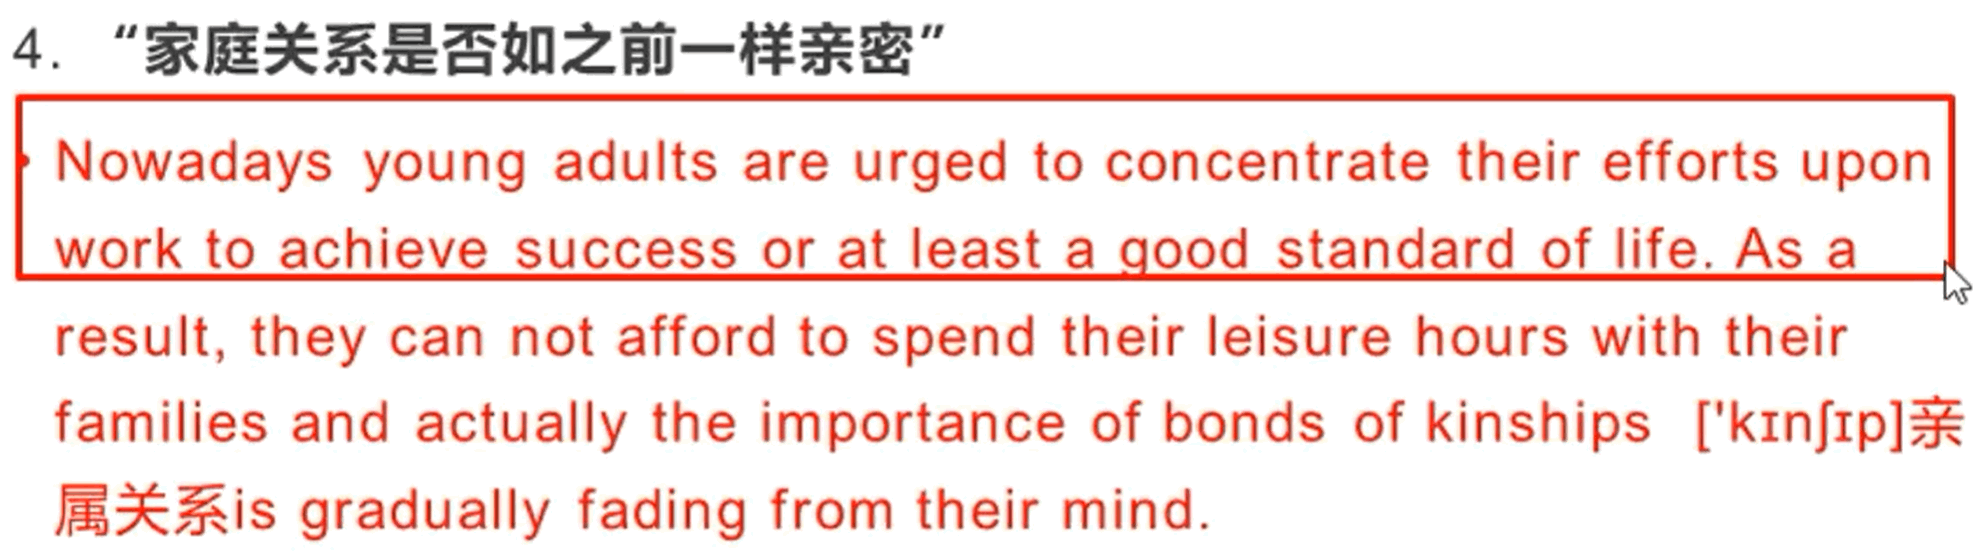 4. “家庭关系是否如之前一样亲密”
• Nowadays young adults are urged to concentrate their efforts upon
work to achieve success or at least a good standard of life. As a
result, they can not afford to spend their leisure hours with their
families and actually the importance of bonds of kinships ['kɪnʃɪp]亲
属关系is gradually fading from their mind.